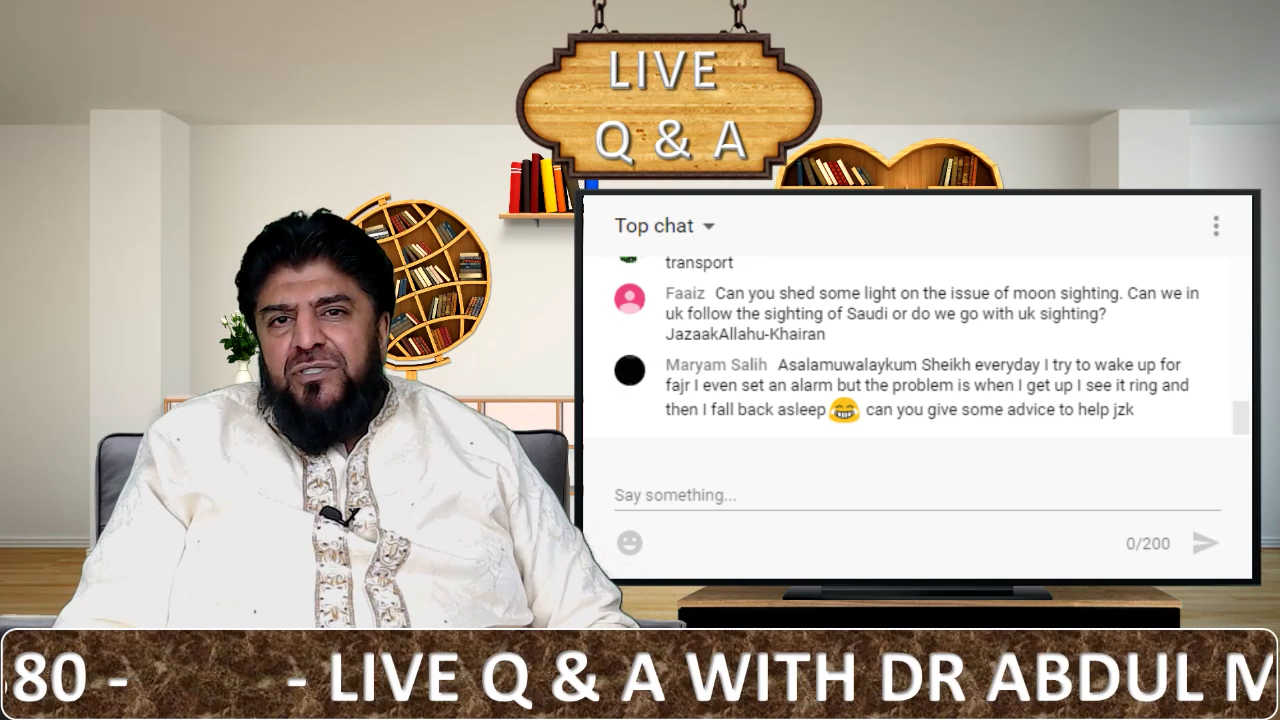 LIVE
Q & A
Top chat
transport
Faaiz Can you shed some light on the issue of moon sighting. Can we in
uk follow the sighting of Saudi or do we go with uk sighting?
JazaakAllahu-Khairan
Maryam Salih Asalamuwalaykum Sheikh everyday I try to wake up for
fajr I even set an alarm but the problem is when I get up I see it ring and
then I fall back asleep 😂 can you give some advice to help jzk
Say something...
0/200
80 - - LIVE Q & A WITH DR ABDUL M